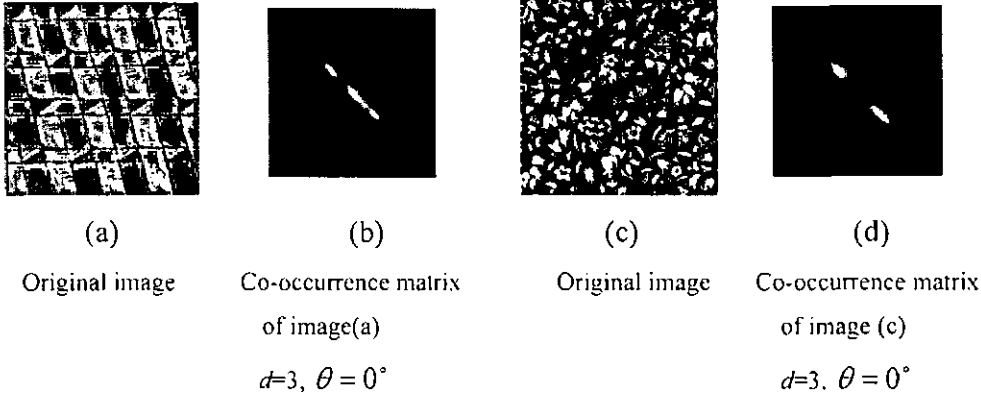 (a)
(b)
(c)
(d)
Original image
Co-occurrence matrix
of image(a)
d=3, θ = 0°
Original image
Co-occurrence matrix
of image (c)
d=3. θ = 0°